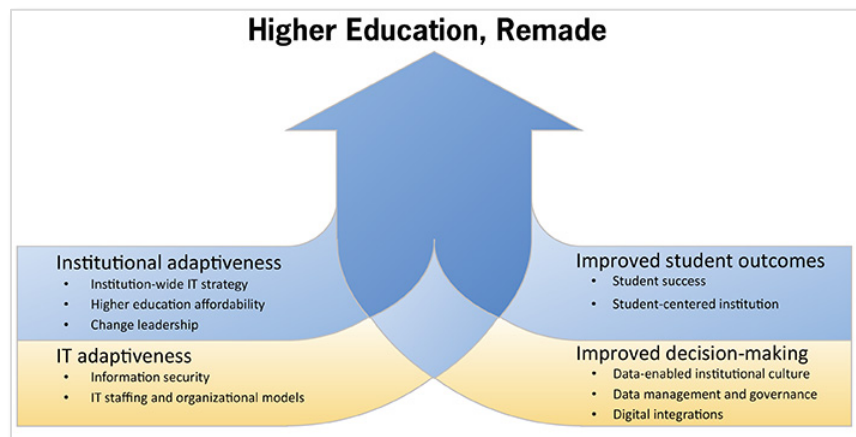 Higher Education, Remade
Institutional adaptiveness
• Institution-wide IT strategy
• Higher education affordability
• Change leadership
IT adaptiveness
• Information security
• IT staffing and organizational models
Improved student outcomes
• Student success
• Student-centered institution
Improved decision-making
• Data-enabled institutional culture
• Data management and governance
• Digital integrations